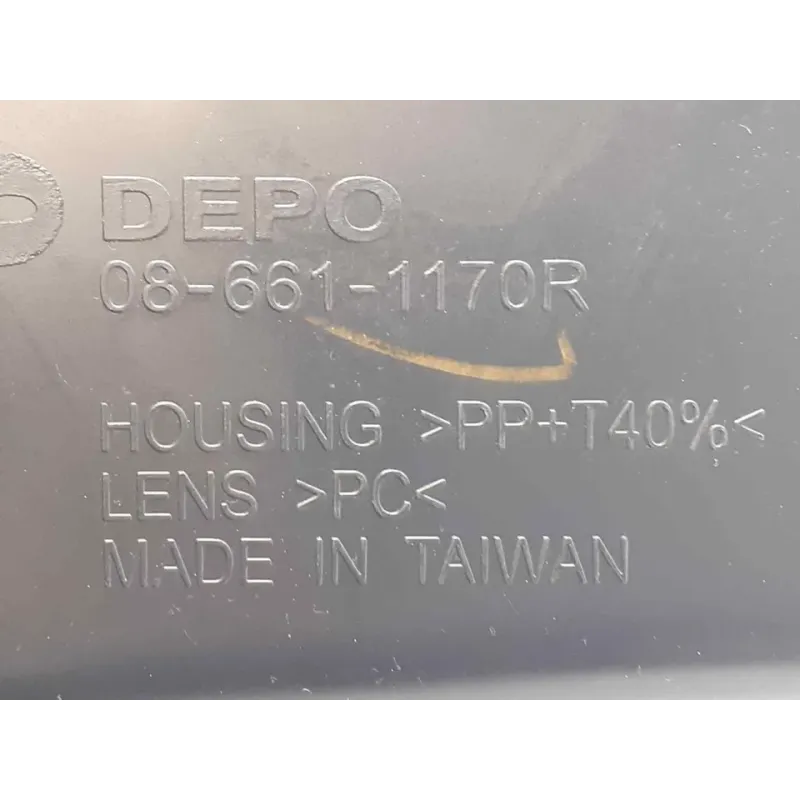 DEPO
08-661-1170R
HOUSING >PP+T40%<
LENS >PC<
MADE IN TAIWAN